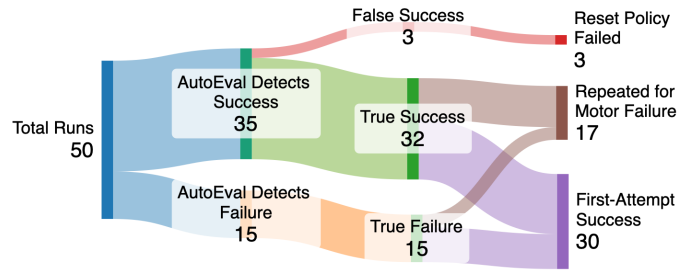 Total Runs
50
AutoEval Detects
Success
35
AutoEval Detects
Failure
15
False Success
3
True Success
32
True Failure
15
Reset Policy
Failed
3
Repeated for
Motor Failure
17
First-Attempt
Success
30